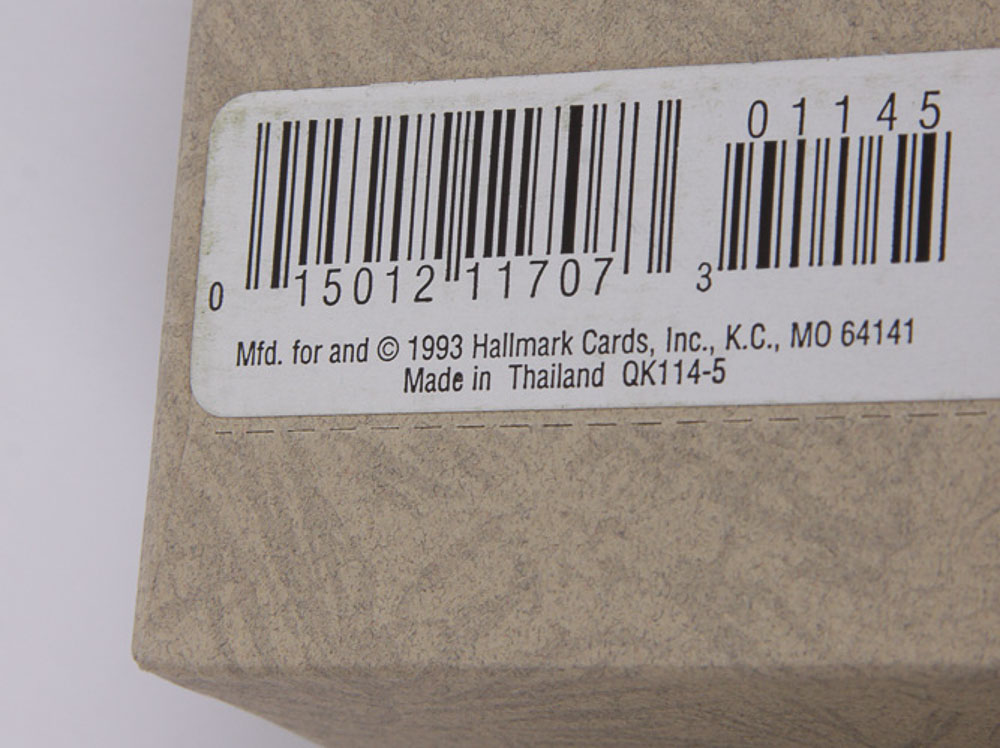 01145
0 15012 11707 3
Mfd. for and © 1993 Hallmark Cards, Inc., K.C., MO 64141
Made in Thailand QK114-5